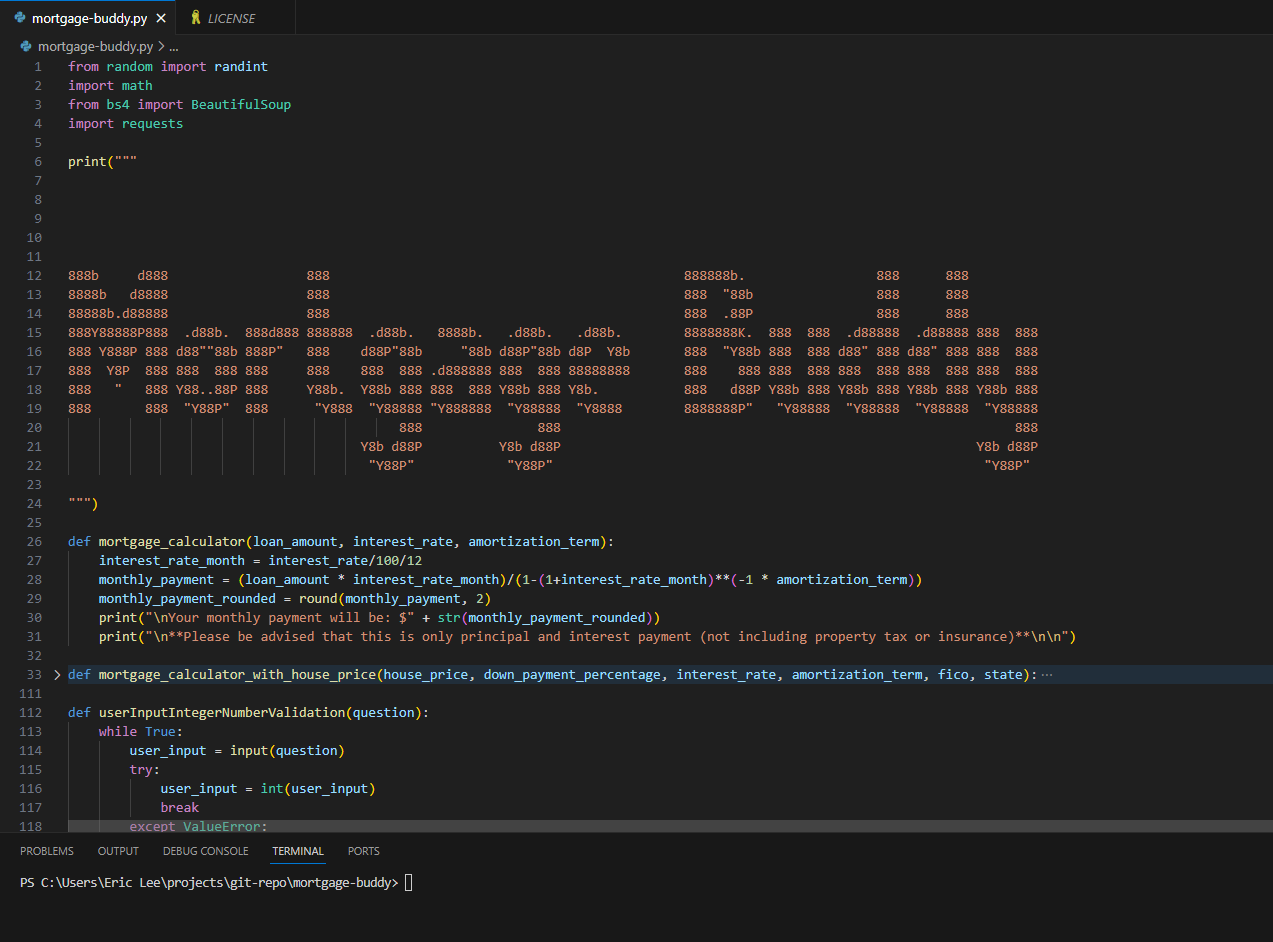 mortgage-buddy.py
LICENSE
mortgage-buddy.py > ...
1 from random import randint
2 import math
3 from bs4 import BeautifulSoup
4 import requests
5
6 print("""
7
8
9
10
11
12 888b     d888                  888                                              888888b.                 888      888
13 8888b   d8888                  888                                              888  "88b                888      888
14 88888b.d88888                  888                                              888  .88P                888      888
15 888Y88888P888  .d88b.  888d888 888888  .d88b.   8888b.   .d88b.   .d88b.        8888888K.  888  888  .d88888  .d88888 888  888
16 888 Y888P 888 d88""88b 888P"   888    d88P"88b     "88b d88P"88b d8P  Y8b       888  "Y88b 888  888 d88" 888 d88" 888 888  888
17 888  Y8P  888 888  888 888     888    888  888 .d888888 888  888 88888888       888    888 888  888 888  888 888  888 888  888
18 888   "   888 Y88..88P 888     Y88b.  Y88b 888 888  888 Y88b 888 Y8b.           888   d88P Y88b 888 Y88b 888 Y88b 888 Y88b 888
19 888       888  "Y88P"  888      "Y888  "Y88888 "Y888888  "Y88888  "Y8888        8888888P"   "Y88888  "Y88888  "Y88888  "Y88888
20                                            888               888                                                           888
21                                       Y8b d88P          Y8b d88P                                                      Y8b d88P
22                                        "Y88P"            "Y88P"                                                        "Y88P"
23
24 """)
25
26 def mortgage_calculator(loan_amount, interest_rate, amortization_term):
27     interest_rate_month = interest_rate/100/12
28     monthly_payment = (loan_amount * interest_rate_month)/(1-(1+interest_rate_month)**(-1 * amortization_term))
29     monthly_payment_rounded = round(monthly_payment, 2)
30     print("\nYour monthly payment will be: $" + str(monthly_payment_rounded))
31     print("\n**Please be advised that this is only principal and interest payment (not including property tax or insurance)**\n\n")
32
33 def mortgage_calculator_with_house_price(house_price, down_payment_percentage, interest_rate, amortization_term, fico, state):···
111
112 def userInputIntegerNumberValidation(question):
113     while True:
114         user_input = input(question)
115         try:
116             user_input = int(user_input)
117             break
118         except ValueError:
PROBLEMS OUTPUT DEBUG CONSOLE TERMINAL PORTS
PS C:\Users\Eric Lee\projects\git-repo\mortgage-buddy>